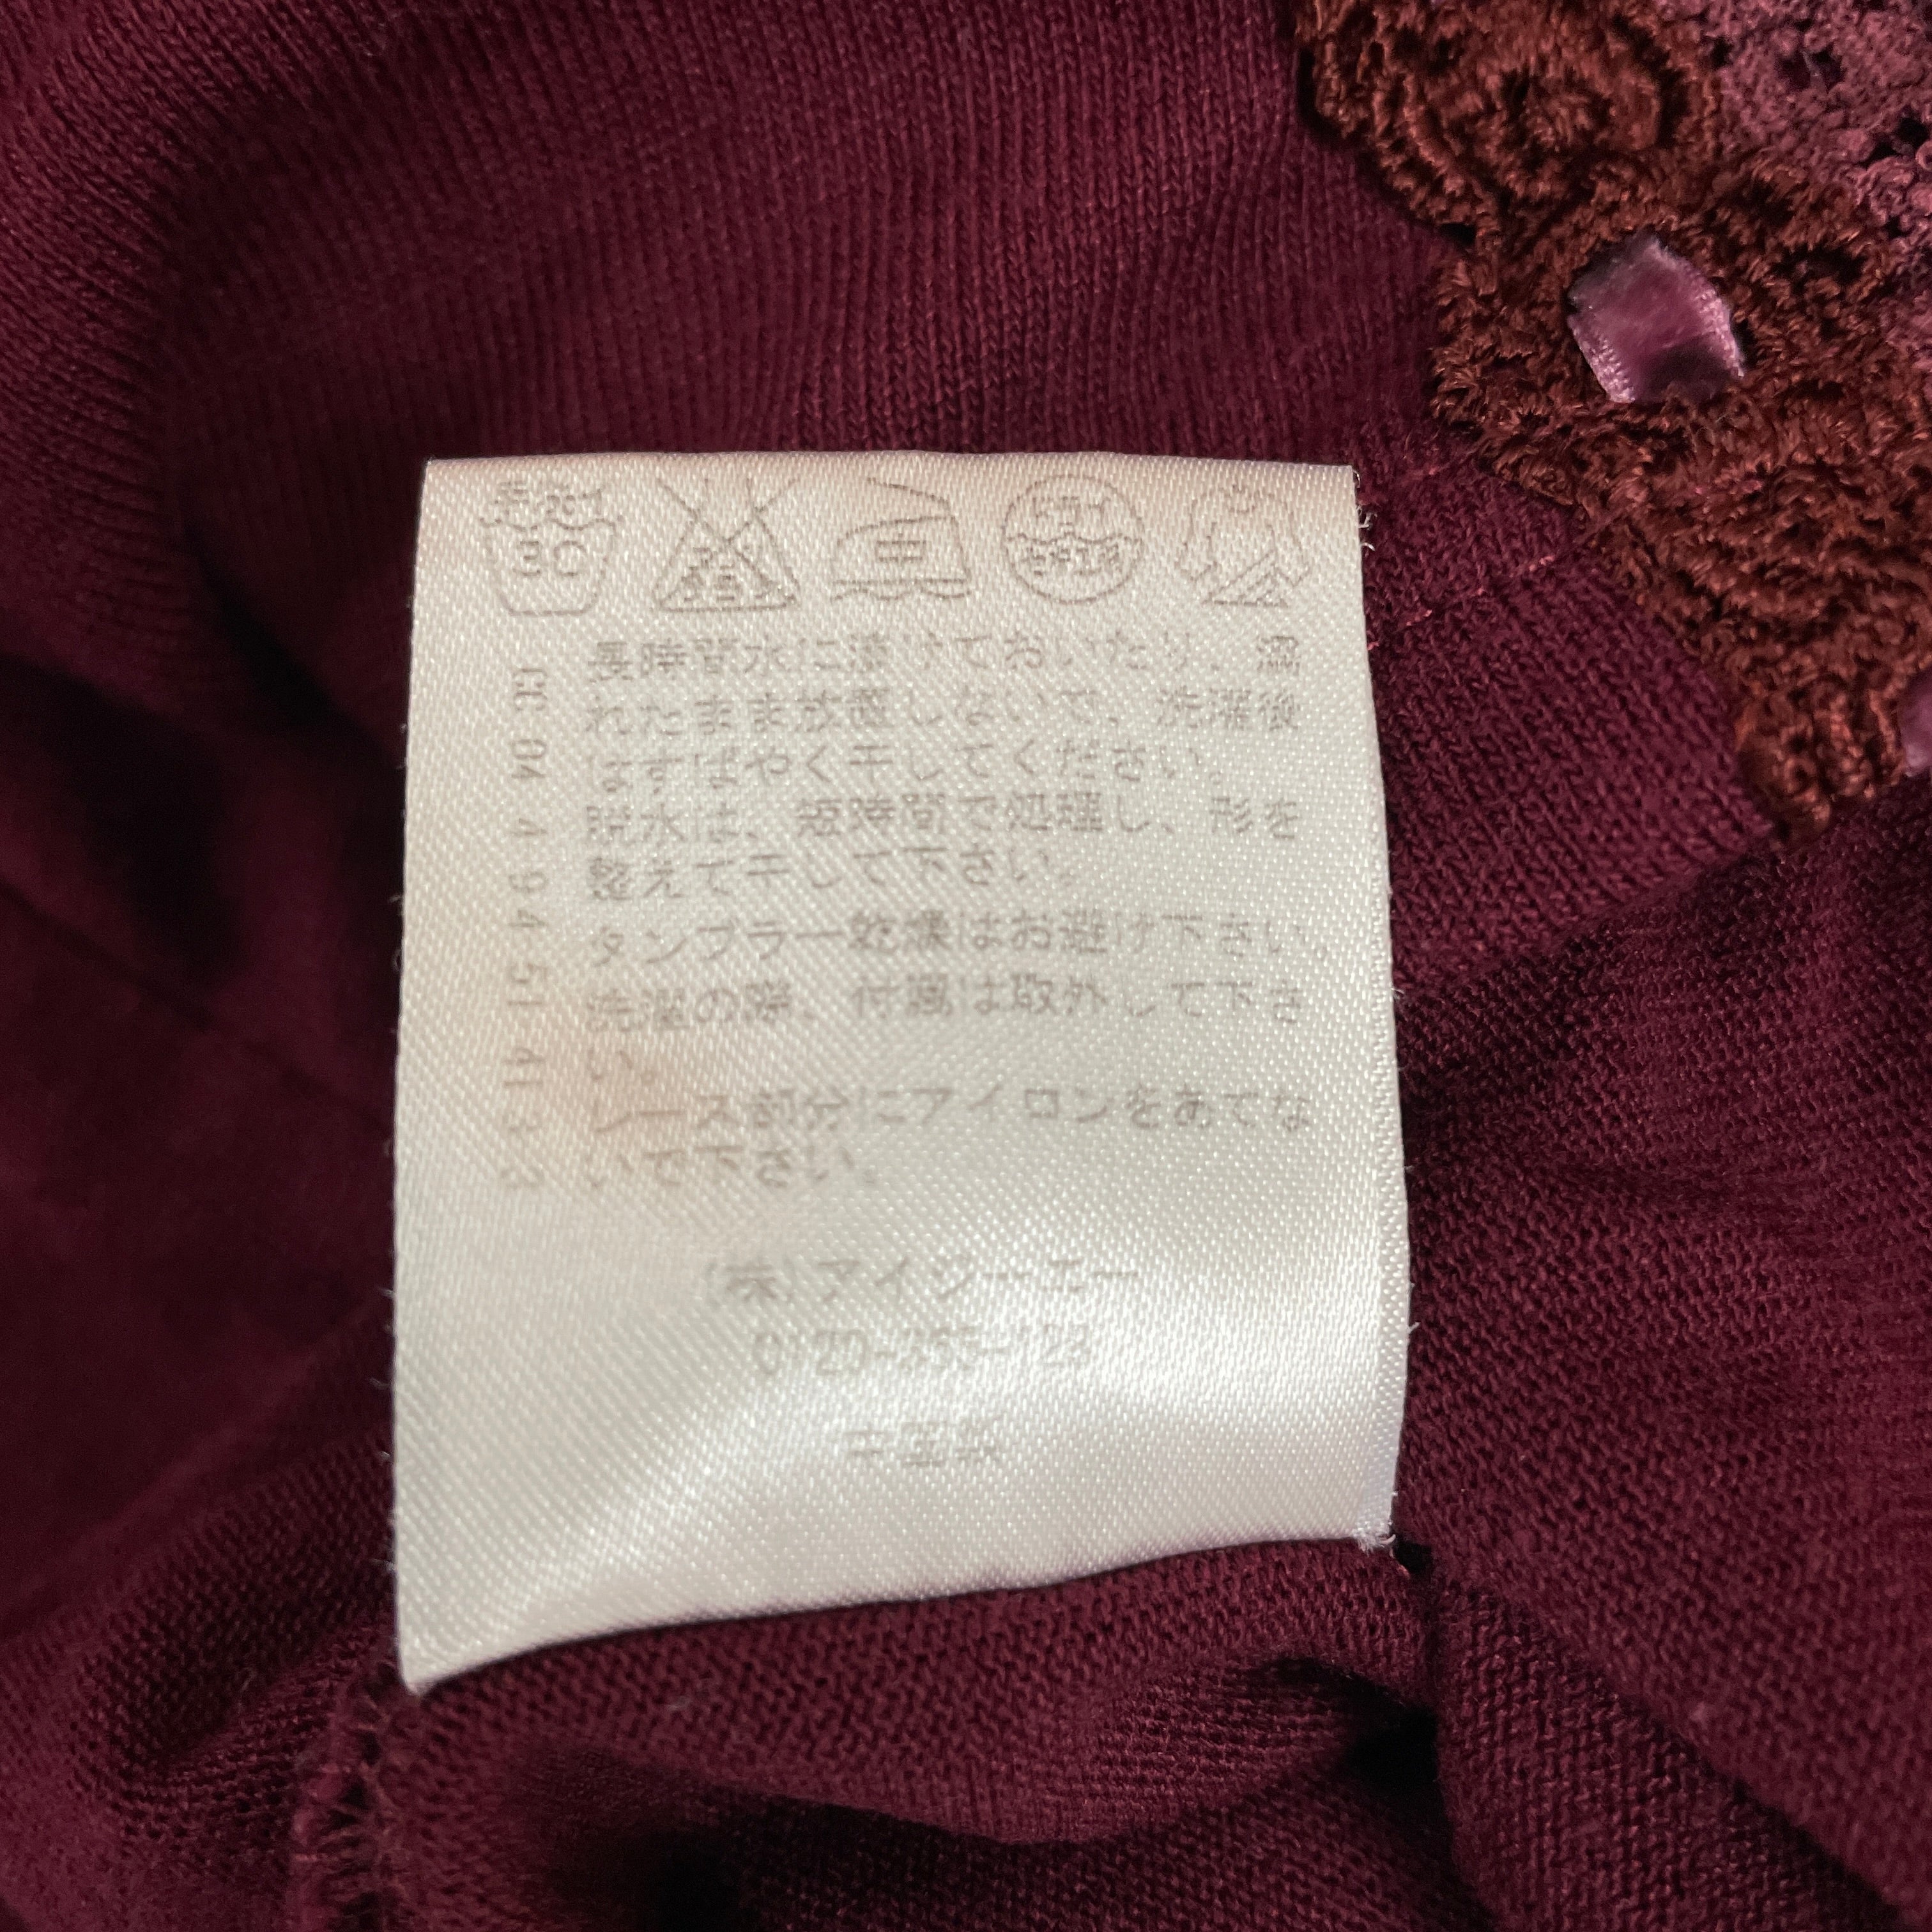 30
中
長時間水に漬けておいたり、濡
れたまま放置しないで、洗濯後
はすばやく干してください。
脱水は、短時間で処理し、形を
整えて干して下さい。
タンブラー乾燥はお避け下さい。
洗濯の際、付属は取外して下さ
い。
レース部分にアイロンをあてな
いで下さい。
(株)アイジーエー
中国製